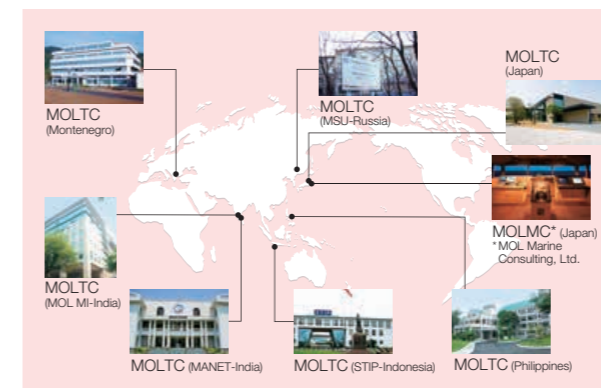 MOLTC
(Montenegro)
MOLTC
(MSU-Russia)
MOLTC
(Japan)
MOLMC* (Japan)
*MOL Marine
Consulting, Ltd.
MOLTC
(MOL MI-India)
MOLTC (MANET-India)
MOLTC (STIP-Indonesia)
MOLTC (Philippines)